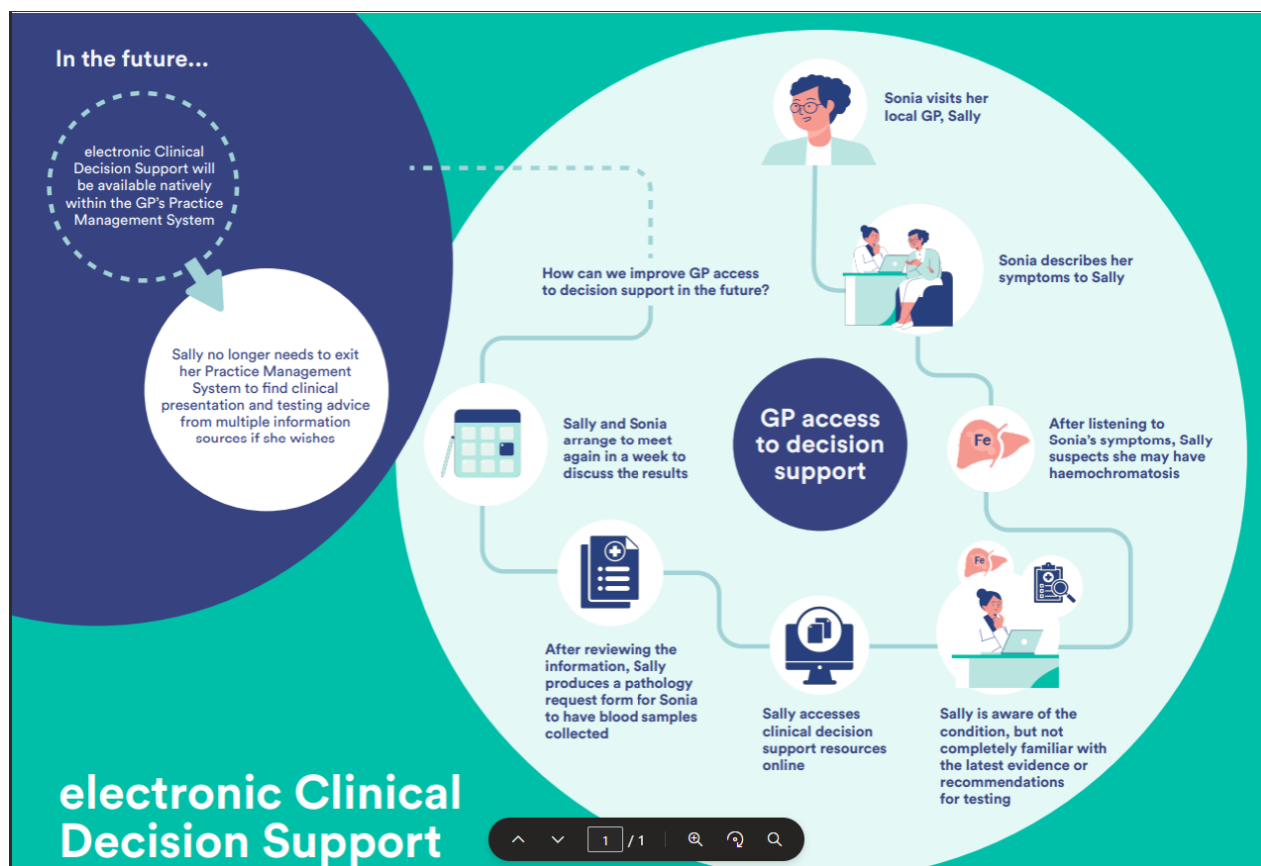 In the future...
electronic Clinical
Decision Support will
be available natively
within the GP's Practice
Management System
Sally no longer needs to exit
her Practice Management
System to find clinical
presentation and testing advice
from multiple information
sources if she wishes
Sonia visits her
local GP, Sally
Sonia describes her
symptoms to Sally
GP access
to decision
support
Fe
After listening to
Sonia's symptoms, Sally
suspects she may have
haemochromatosis
Fe
Sally is aware of the
condition, but not
completely familiar with
the latest evidence or
recommendations
for testing
Sally accesses
clinical decision
support resources
online
After reviewing the
information, Sally
produces a pathology
request form for Sonia
to have blood samples
collected
Sally and Sonia
arrange to meet
again in a week to
discuss the results
How can we improve GP access
to decision support in the future?
electronic Clinical
Decision Support
1 / 1